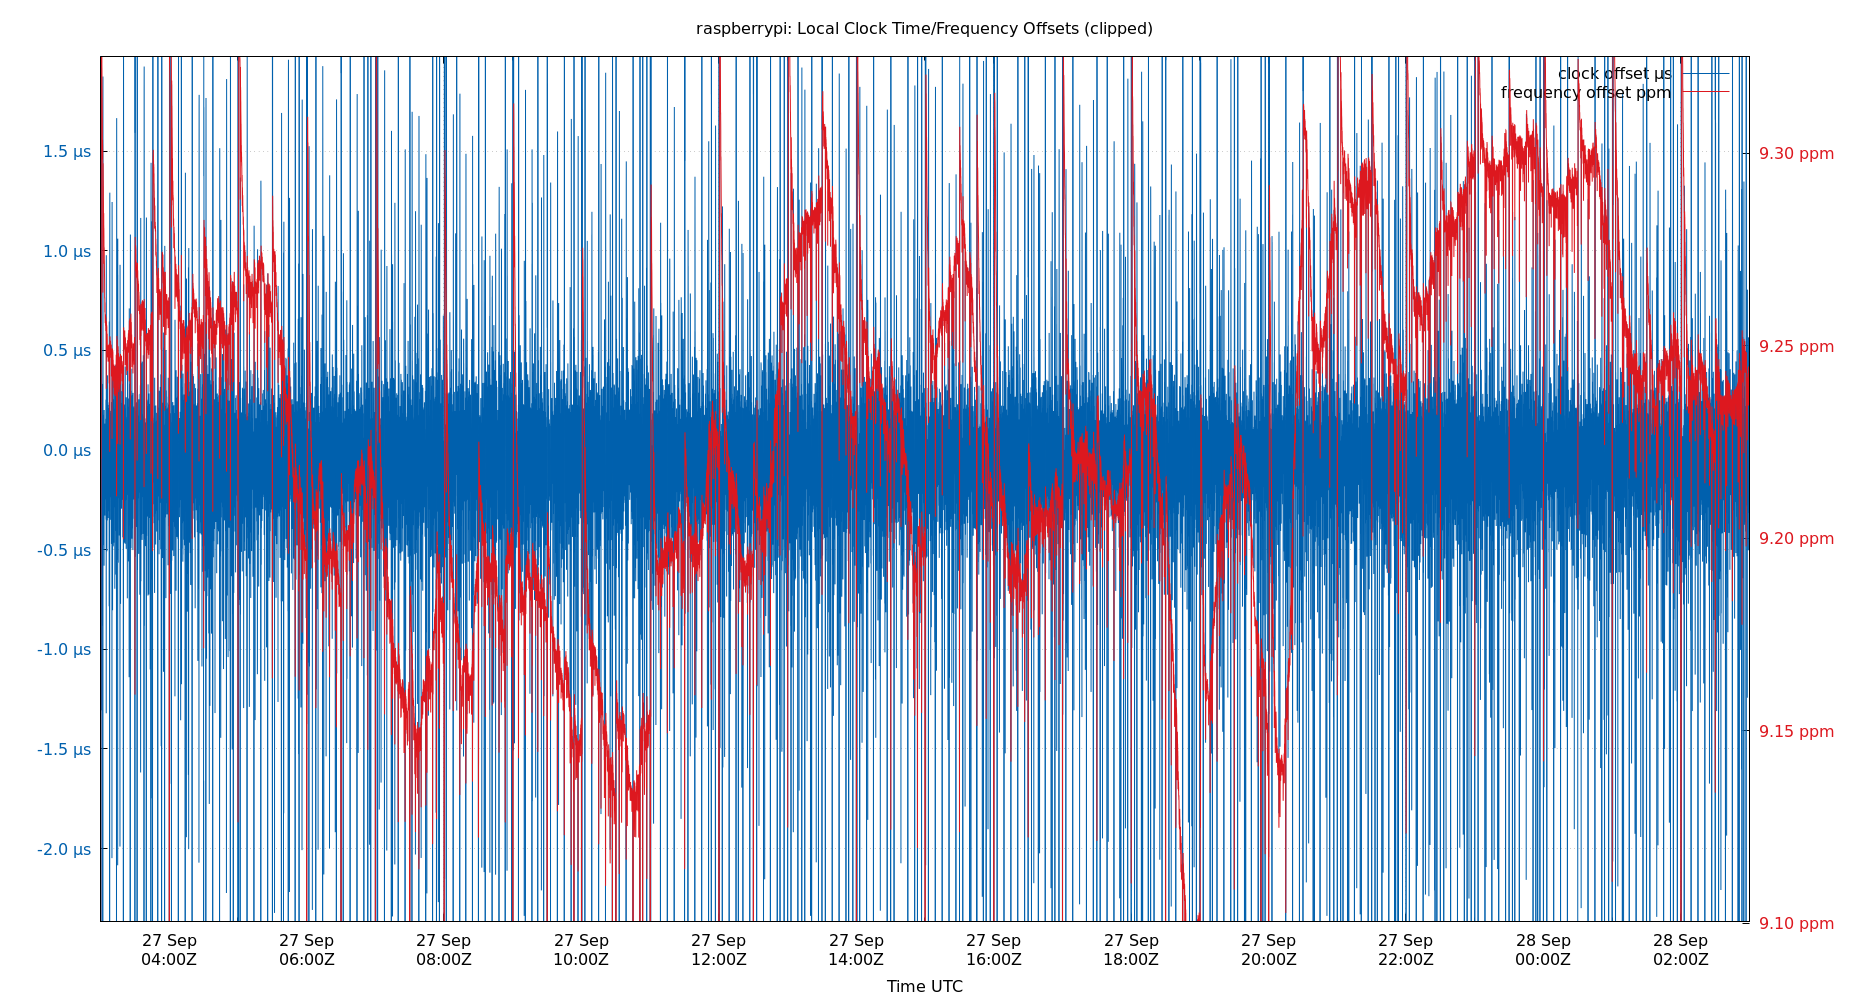 raspberrypi: Local Clock Time/Frequency Offsets (clipped)
clock offset µs
frequency offset ppm
1.5 µs
1.0 µs
0.5 µs
0.0 µs
-0.5 µs
-1.0 µs
-1.5 µs
-2.0 µs
9.30 ppm
9.25 ppm
9.20 ppm
9.15 ppm
9.10 ppm
27 Sep 27 Sep 27 Sep 27 Sep 27 Sep 27 Sep 27 Sep 27 Sep 27 Sep 27 Sep 28 Sep 28 Sep
04:00Z 06:00Z 08:00Z 10:00Z 12:00Z 14:00Z 16:00Z 18:00Z 20:00Z 22:00Z 00:00Z 02:00Z
Time UTC